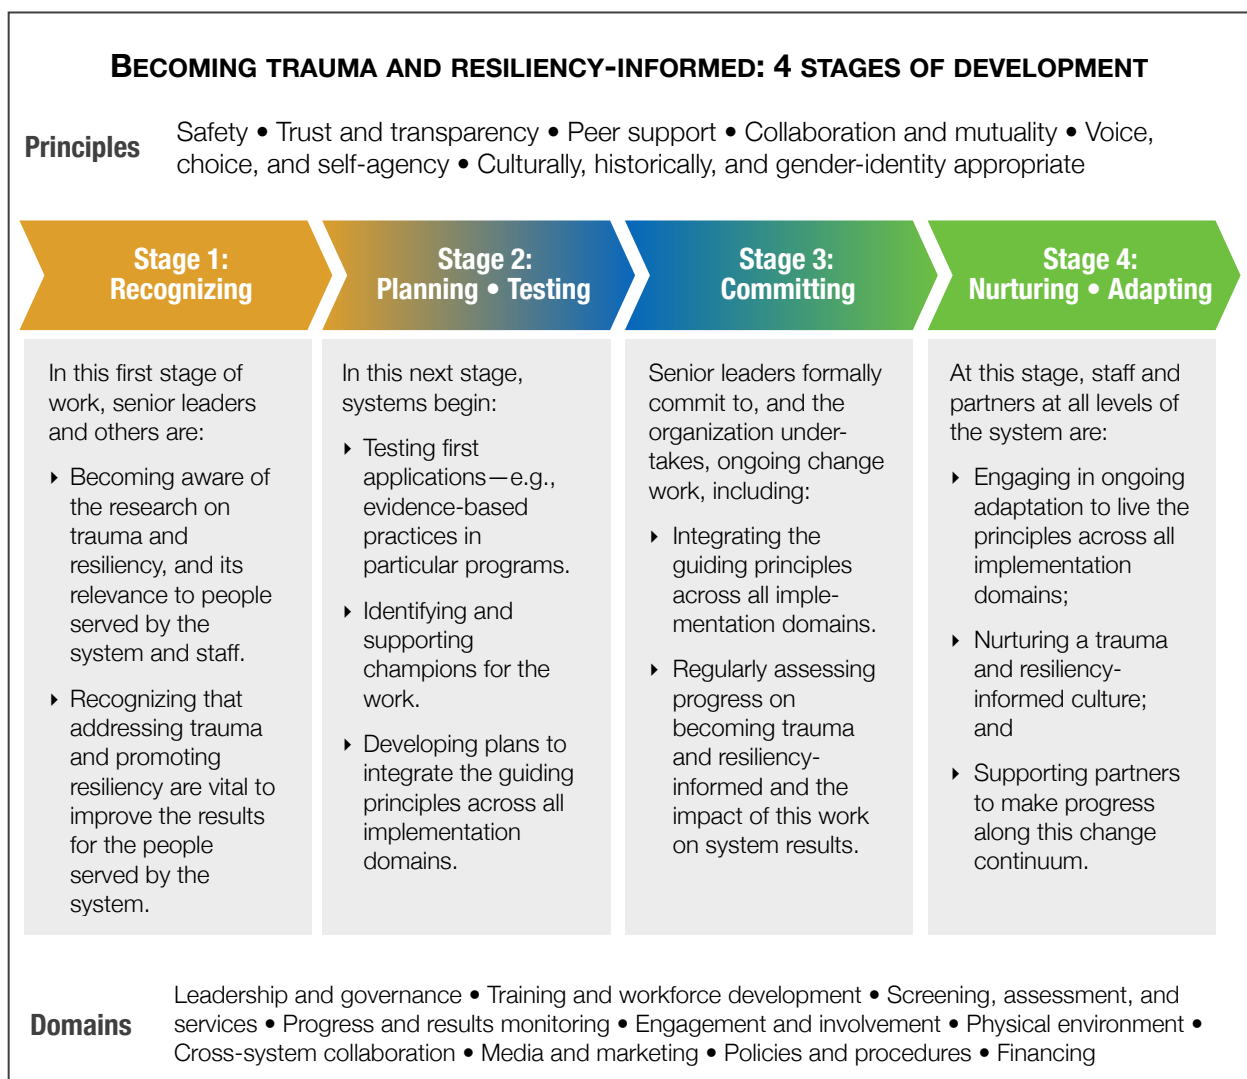 BECOMING TRAUMA AND RESILIENCY-INFORMED: 4 STAGES OF DEVELOPMENT
Principles
Safety • Trust and transparency • Peer support • Collaboration and mutuality • Voice,
choice, and self-agency • Culturally, historically, and gender-identity appropriate
Stage 1:
Recognizing
Stage 2:
Planning • Testing
Stage 3:
Committing
Stage 4:
Nurturing • Adapting
In this first stage of
work, senior leaders
and others are:
‣ Becoming aware of
the research on
trauma and
resiliency, and its
relevance to people
served by the
system and staff.
‣ Recognizing that
addressing trauma
and promoting
resiliency are vital to
improve the results
for the people
served by the
system.
In this next stage,
systems begin:
‣ Testing first
applications—e.g.,
evidence-based
practices in
particular programs.
‣ Identifying and
supporting
champions for the
work.
‣ Developing plans to
integrate the guiding
principles across all
implementation
domains.
Senior leaders formally
commit to, and the
organization under-
takes, ongoing change
work, including:
‣ Integrating the
guiding principles
across all imple-
mentation domains.
‣ Regularly assessing
progress on
becoming trauma
and resiliency-
informed and the
impact of this work
on system results.
At this stage, staff and
partners at all levels of
the system are:
‣ Engaging in ongoing
adaptation to live the
principles across all
implementation
domains;
‣ Nurturing a trauma
and resiliency-
informed culture;
and
‣ Supporting partners
to make progress
along this change
continuum.
Domains
Leadership and governance • Training and workforce development • Screening, assessment, and
services • Progress and results monitoring • Engagement and involvement • Physical environment •
Cross-system collaboration • Media and marketing • Policies and procedures • Financing